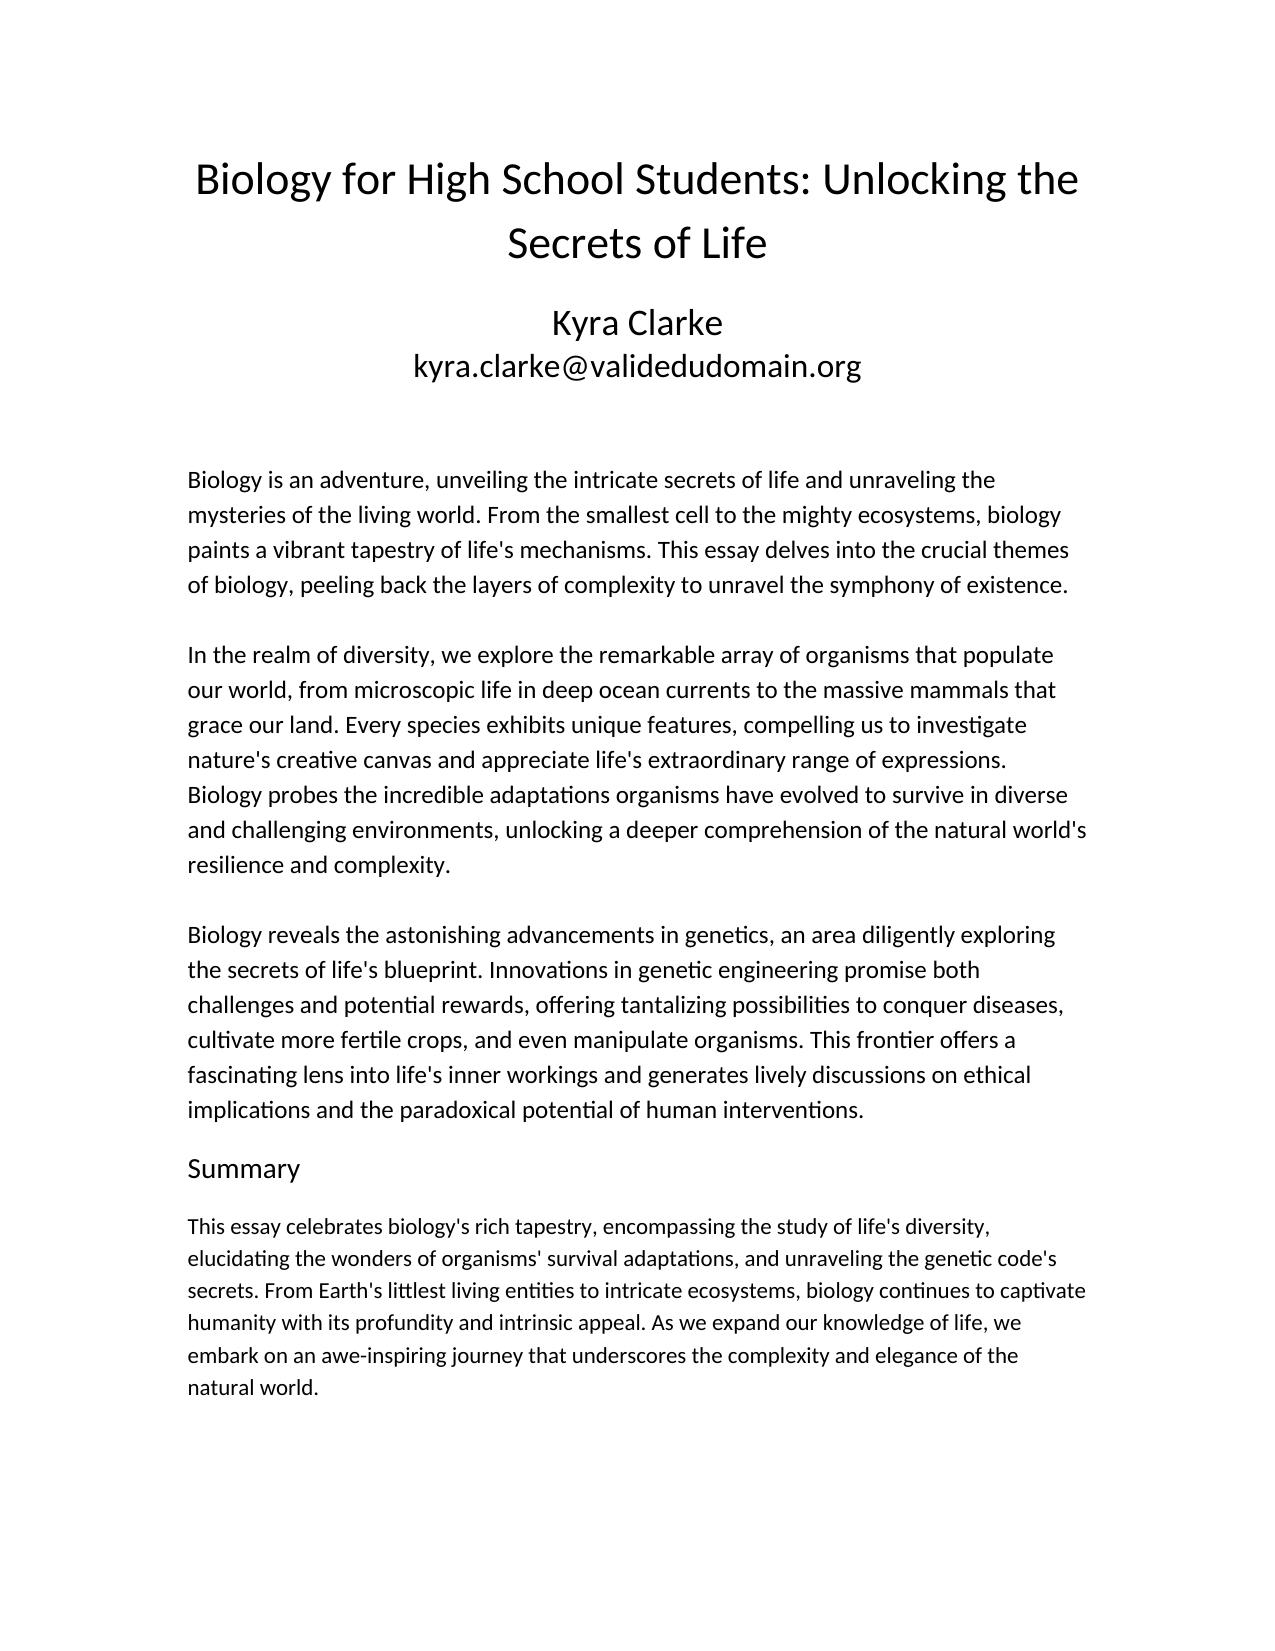 Biology for High School Students: Unlocking the
Secrets of Life
Kyra Clarke
kyra.clarke@validedudomain.org
Biology is an adventure, unveiling the intricate secrets of life and unraveling the
mysteries of the living world. From the smallest cell to the mighty ecosystems, biology
paints a vibrant tapestry of life's mechanisms. This essay delves into the crucial themes
of biology, peeling back the layers of complexity to unravel the symphony of existence.
In the realm of diversity, we explore the remarkable array of organisms that populate
our world, from microscopic life in deep ocean currents to the massive mammals that
grace our land. Every species exhibits unique features, compelling us to investigate
nature's creative canvas and appreciate life's extraordinary range of expressions.
Biology probes the incredible adaptations organisms have evolved to survive in diverse
and challenging environments, unlocking a deeper comprehension of the natural world's
resilience and complexity.
Biology reveals the astonishing advancements in genetics, an area diligently exploring
the secrets of life's blueprint. Innovations in genetic engineering promise both
challenges and potential rewards, offering tantalizing possibilities to conquer diseases,
cultivate more fertile crops, and even manipulate organisms. This frontier offers a
fascinating lens into life's inner workings and generates lively discussions on ethical
implications and the paradoxical potential of human interventions.
Summary
This essay celebrates biology's rich tapestry, encompassing the study of life's diversity,
elucidating the wonders of organisms' survival adaptations, and unraveling the genetic code's
secrets. From Earth's littlest living entities to intricate ecosystems, biology continues to captivate
humanity with its profundity and intrinsic appeal. As we expand our knowledge of life, we
embark on an awe-inspiring journey that underscores the complexity and elegance of the
natural world.